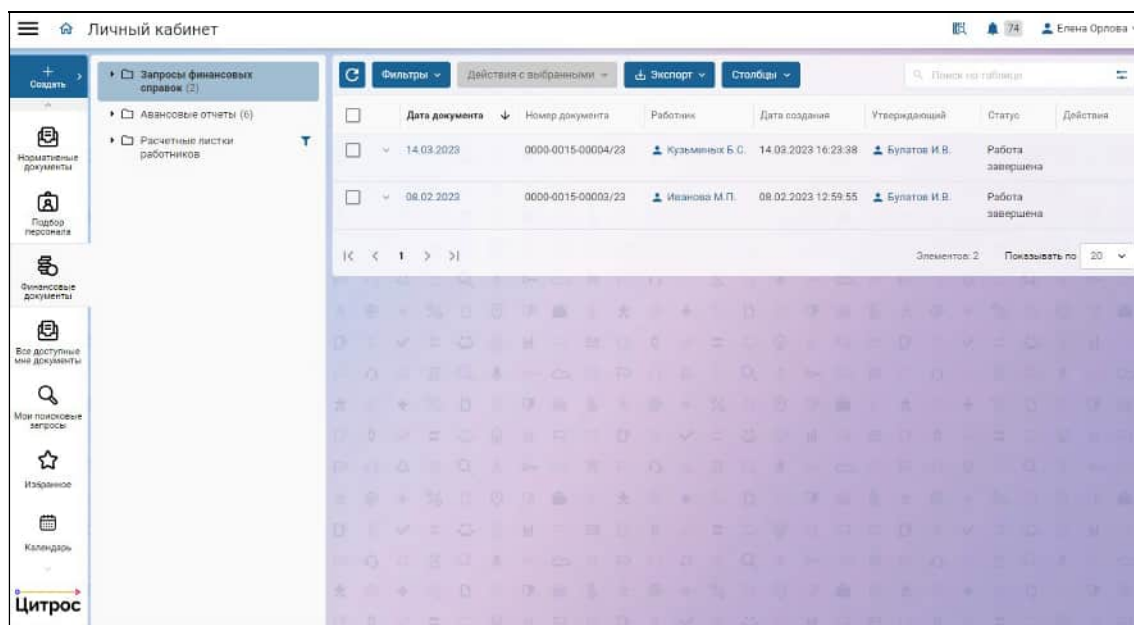 Личный кабинет
74
Елена Орлова
Создать
Нормативные
документы
Подбор
персонала
Финансовые
документы
Все доступные
мне документы
Мои поисковые
запросы
Избранное
Календарь
Цитрос
Запросы финансовых
справок (2)
Авансовые отчеты (6)
Расчетные листки
работников
Фильтры
Действия с выбранными
Экспорт
Столбцы
Поиск по таблице
Дата документа Номер документа Работник Дата создания Утверждающий Статус Действия
14.03.2023 0000-0015-00004/23 Кузьминых Б.С. 14.03.2023 16:23:38 Булатов И.В. Работа
завершена
08.02.2023 0000-0015-00003/23 Иванова М.П. 08.02.2023 12:59:55 Булатов И.В. Работа
завершена
1
Элементов: 2 Показывать по 20